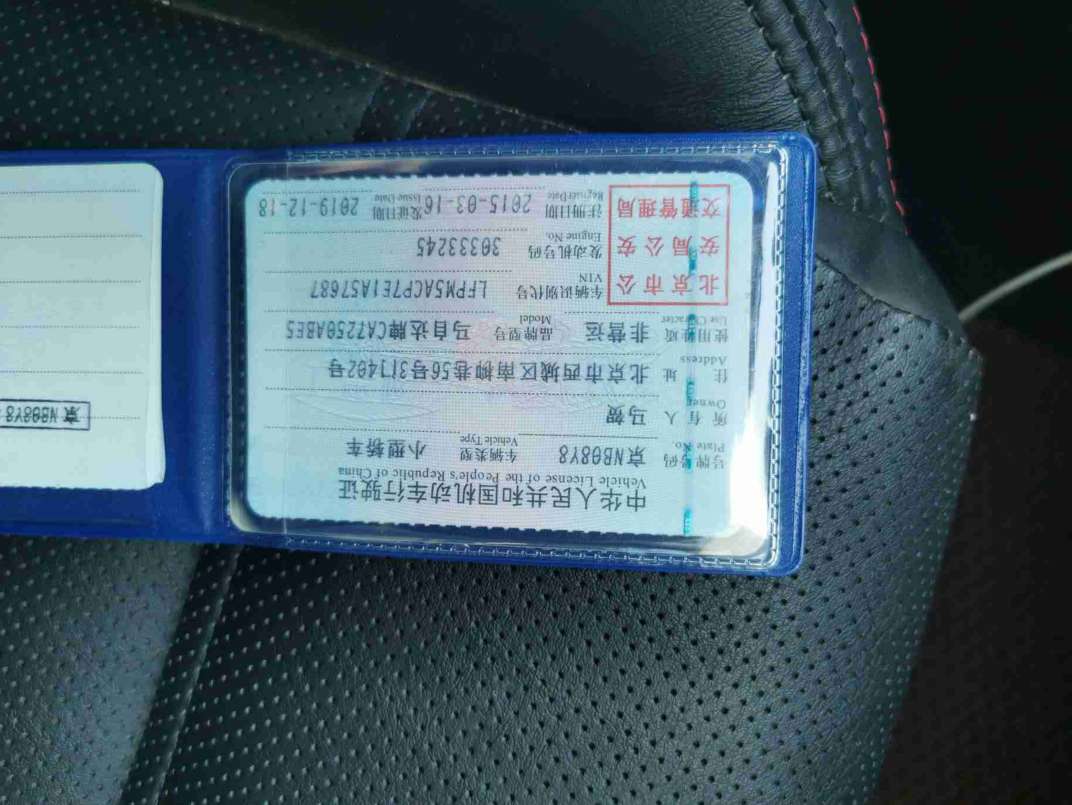 中华人民共和国机动车行驶证
Vehicle License of the People's Republic of China
号牌号码 京NB08Y8 车辆类型 小型轿车
Plate No. Vehicle Type
所有人 马贺
Owner
住址 北京市西城区南柳巷56号3门1402号
Address
使用性质 非营运 品牌型号 马自达牌CA7250ABE5
Use Character Model
北京市公
安局公安
交通管理局
车辆识别代号 LFPM5ACP7E1A57687
VIN
发动机号码 30333245
Engine No.
注册日期 2015-03-16 发证日期 2019-12-18
Register Date Issue Date
京NB08Y8